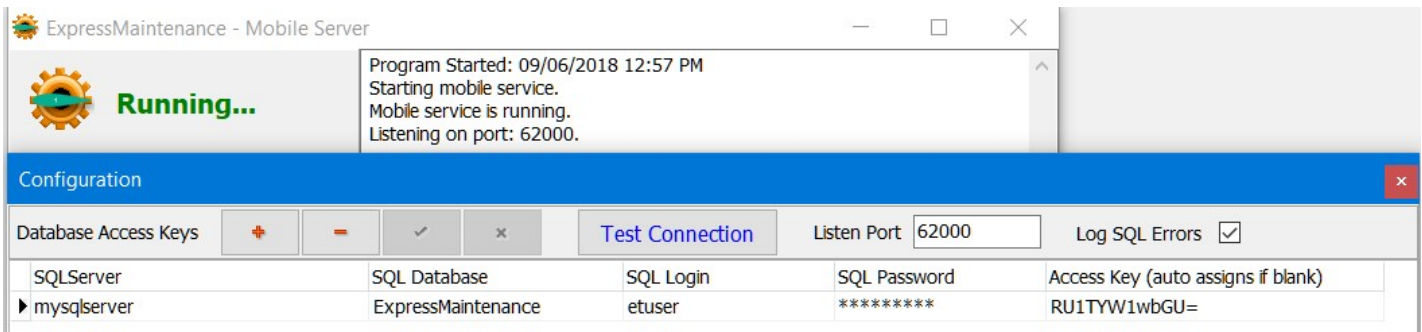 ExpressMaintenance - Mobile Server
Running...
Program Started: 09/06/2018 12:57 PM
Starting mobile service.
Mobile service is running.
Listening on port: 62000.
Configuration
Database Access Keys Test Connection Listen Port 62000 Log SQL Errors
SQLServer SQL Database SQL Login SQL Password Access Key (auto assigns if blank)
mysqlserver ExpressMaintenance etuser ********* RU1TYW1wbGU=